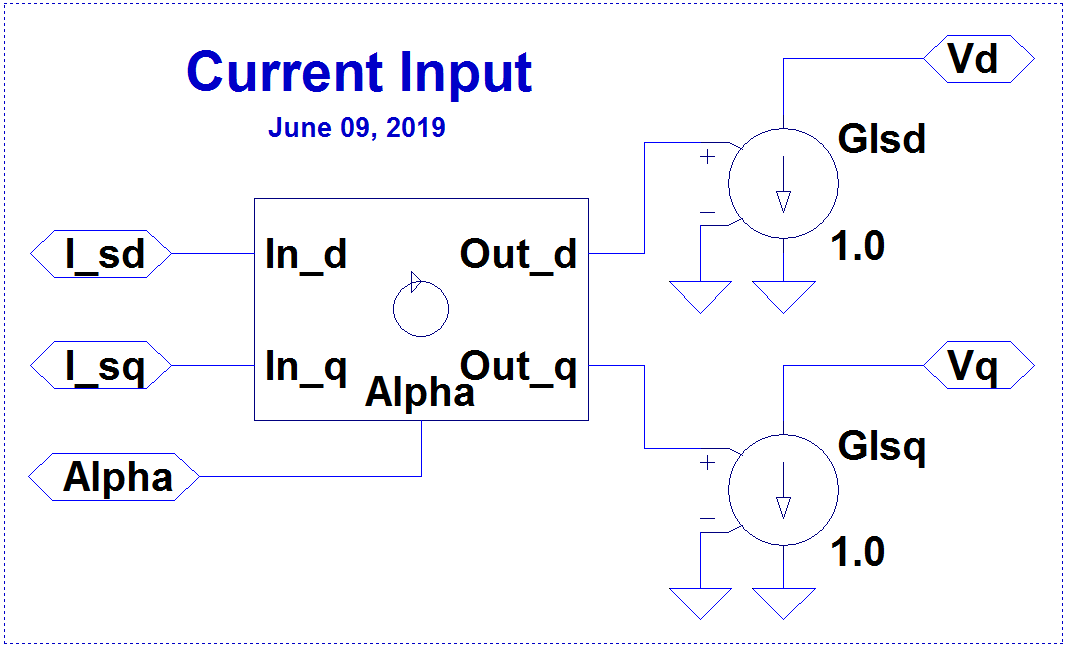 Current Input
June 09, 2019
Vd
GIsd
1.0
I_sd
In_d
Out_d
I_sq
In_q
Out_q
Alpha
Alpha
Vq
GIsq
1.0